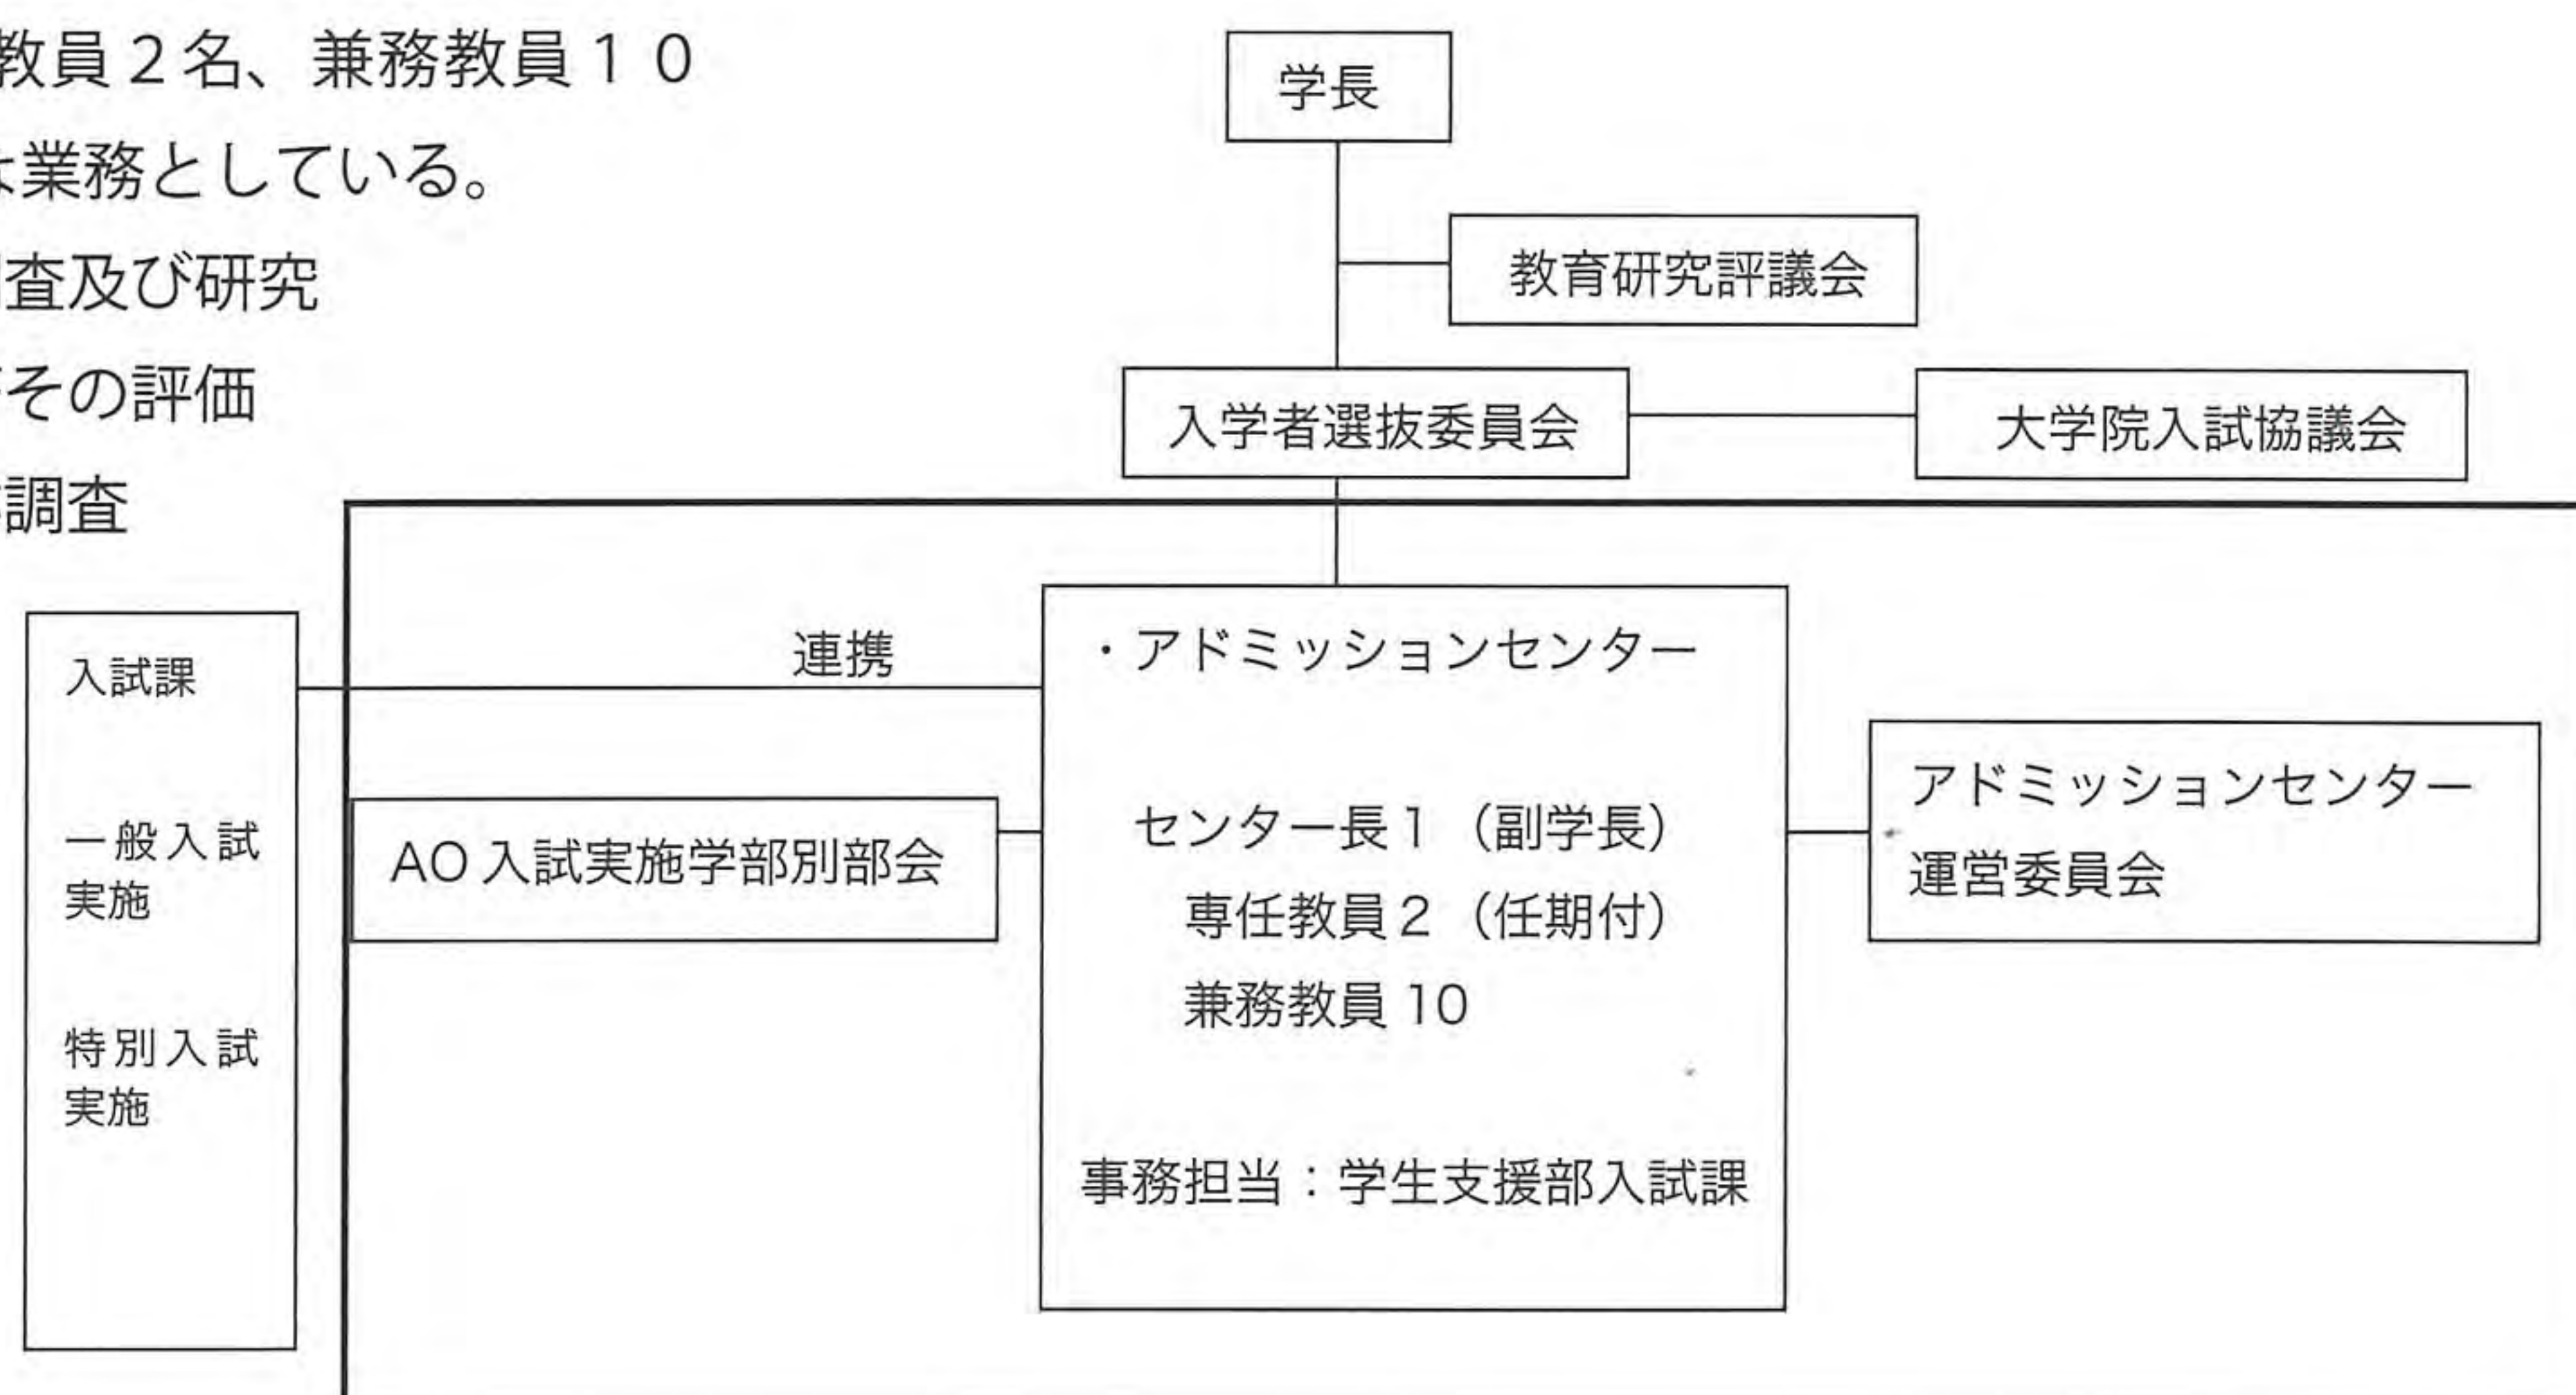 教員２名、兼務教員１０
業務としている。
査及び研究
その評価
調査
学長
教育研究評議会
入学者選抜委員会
大学院入試協議会
入試課
一般入試
実施
特別入試
実施
連携
AO入試実施学部別部会
・アドミッションセンター
センター長１（副学長）
専任教員２（任期付）
兼務教員 10
事務担当：学生支援部入試課
アドミッションセンター
運営委員会